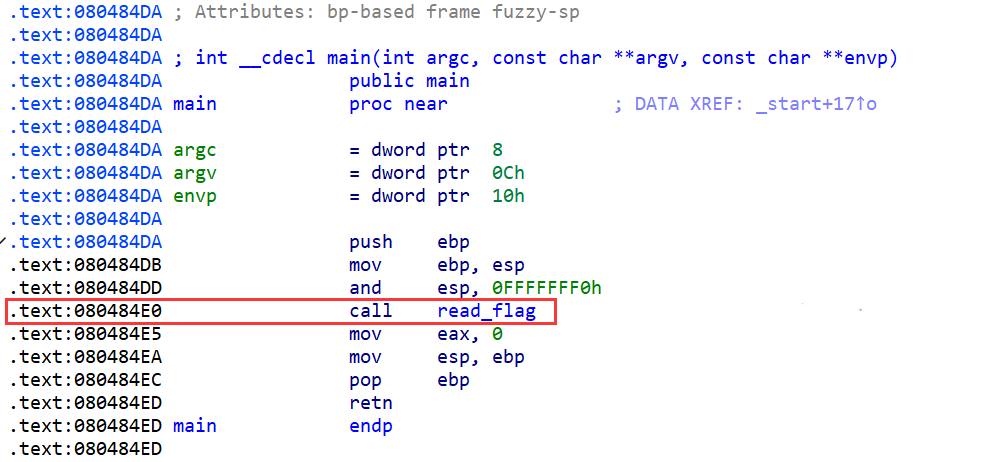 .text:080484DA ; Attributes: bp-based frame fuzzy-sp
.text:080484DA
.text:080484DA ; int __cdecl main(int argc, const char **argv, const char **envp)
.text:080484DA public main
.text:080484DA main proc near ; DATA XREF: _start+17↑o
.text:080484DA
.text:080484DA argc = dword ptr 8
.text:080484DA argv = dword ptr 0Ch
.text:080484DA envp = dword ptr 10h
.text:080484DA
.text:080484DA push ebp
.text:080484DB mov ebp, esp
.text:080484DD and esp, 0FFFFFFF0h
.text:080484E0 call read_flag
.text:080484E5 mov eax, 0
.text:080484EA mov esp, ebp
.text:080484EC pop ebp
.text:080484ED retn
.text:080484ED main endp
.text:080484ED